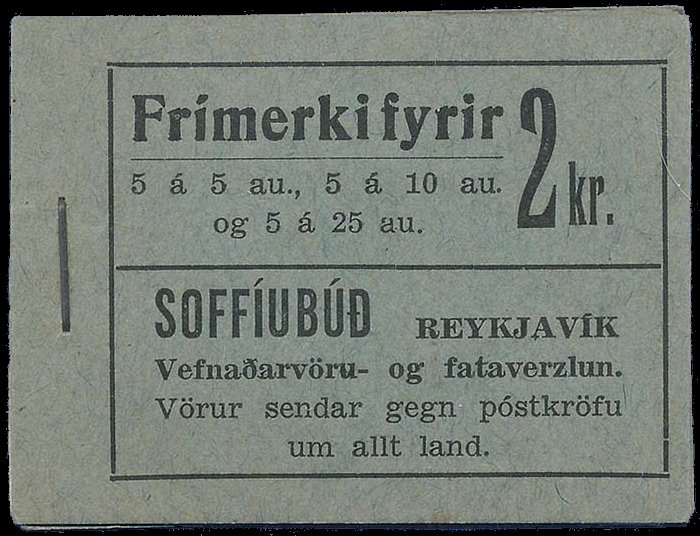 Frímerki fyrir 2 kr.
5 á 5 au., 5 á 10 au.
og 5 á 25 au.
SOFFÍUBÚÐ REYKJAVÍK
Vefnaðarvöru- og fataverzlun.
Vörur sendar gegn póstkröfu
um allt land.